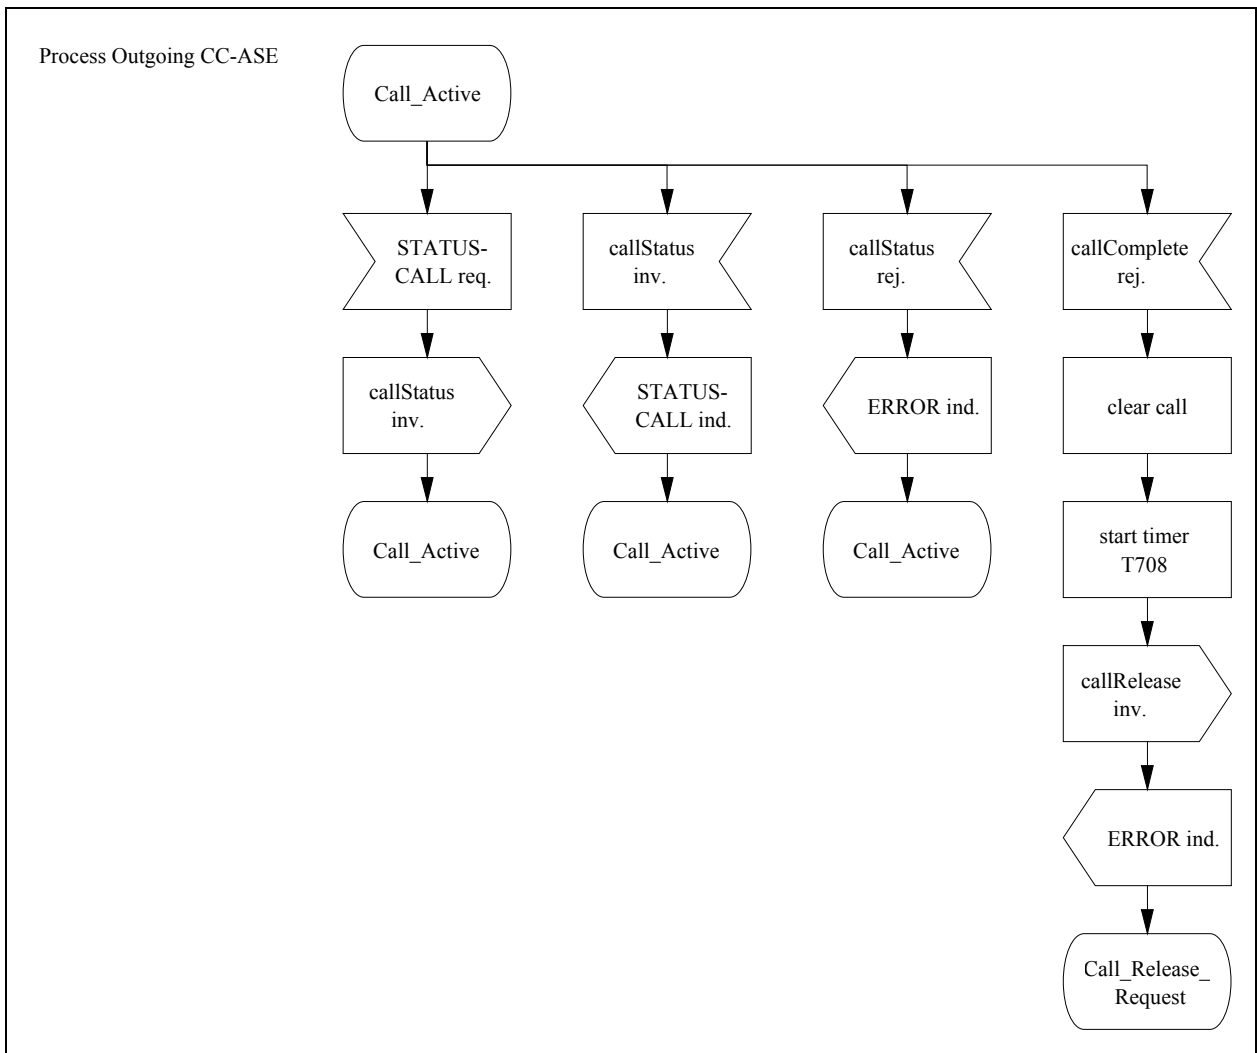 Process Outgoing CC-ASE
Call_Active
STATUS-
CALL req.
callStatus
inv.
callStatus
rej.
callComplete
rej.
callStatus
inv.
STATUS-
CALL ind.
ERROR ind.
clear call
Call_Active
Call_Active
Call_Active
start timer
T708
callRelease
inv.
ERROR ind.
Call_Release_
Request